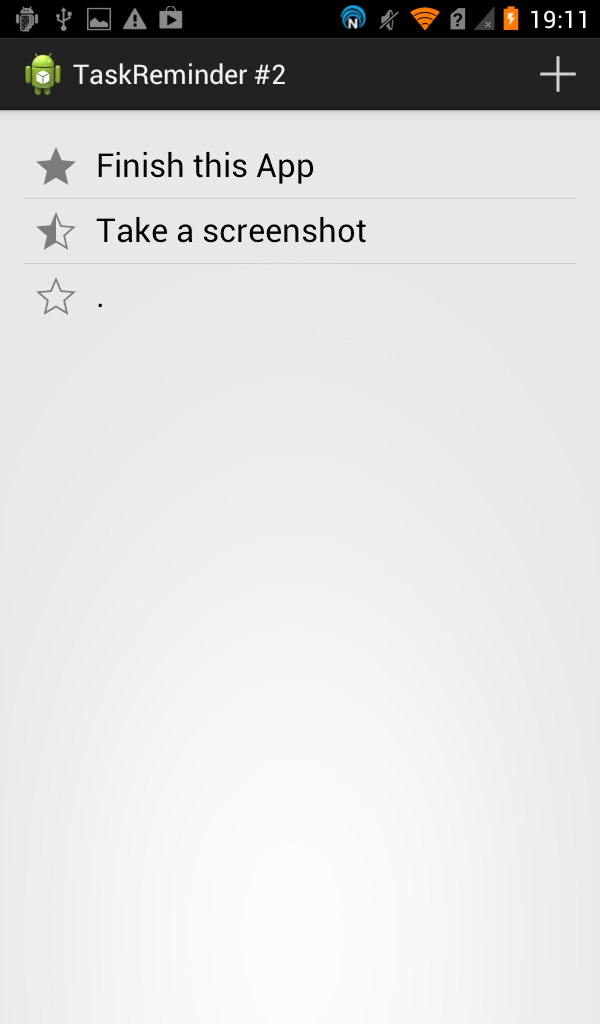 19:11
TaskReminder #2
Finish this App
Take a screenshot
.